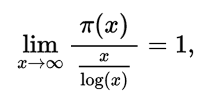 lim_{x→∞} π(x) / (x / log(x)) = 1,